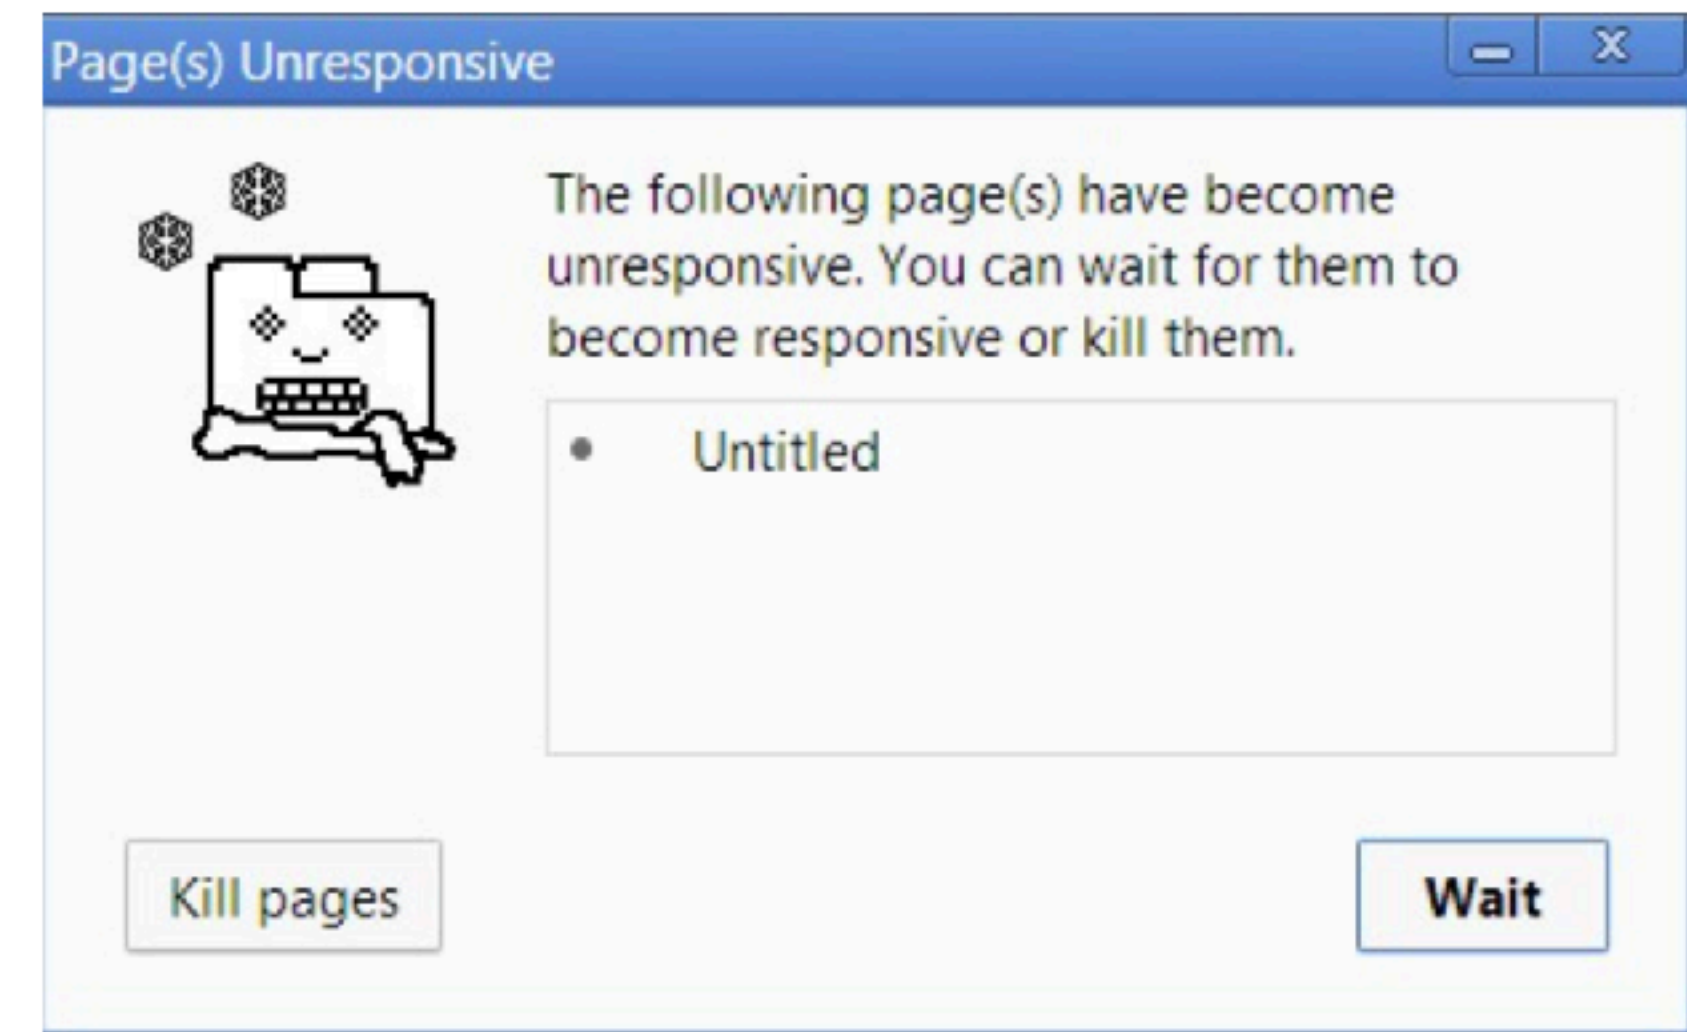 Page(s) Unresponsive
The following page(s) have become
unresponsive. You can wait for them to
become responsive or kill them.
Untitled
Kill pages
Wait